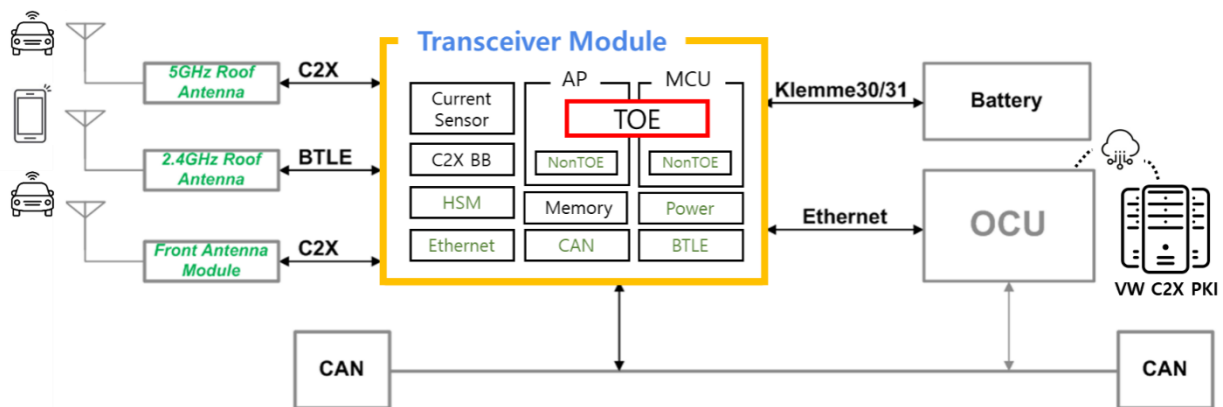 Transceiver Module
5GHz Roof
Antenna
C2X
2.4GHz Roof
Antenna
BTLE
Front Antenna
Module
C2X
Current
Sensor
C2X BB
HSM
Ethernet
AP
MCU
TOE
NonTOE
NonTOE
Memory
Power
CAN
BTLE
Klemme30/31
Battery
Ethernet
OCU
VW C2X PKI
CAN
CAN